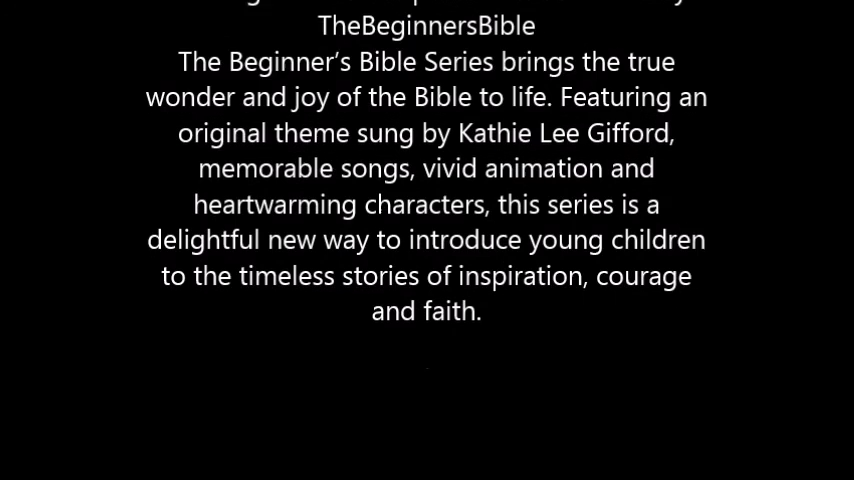 TheBeginnersBible
The Beginner’s Bible Series brings the true
wonder and joy of the Bible to life. Featuring an
original theme sung by Kathie Lee Gifford,
memorable songs, vivid animation and
heartwarming characters, this series is a
delightful new way to introduce young children
to the timeless stories of inspiration, courage
and faith.